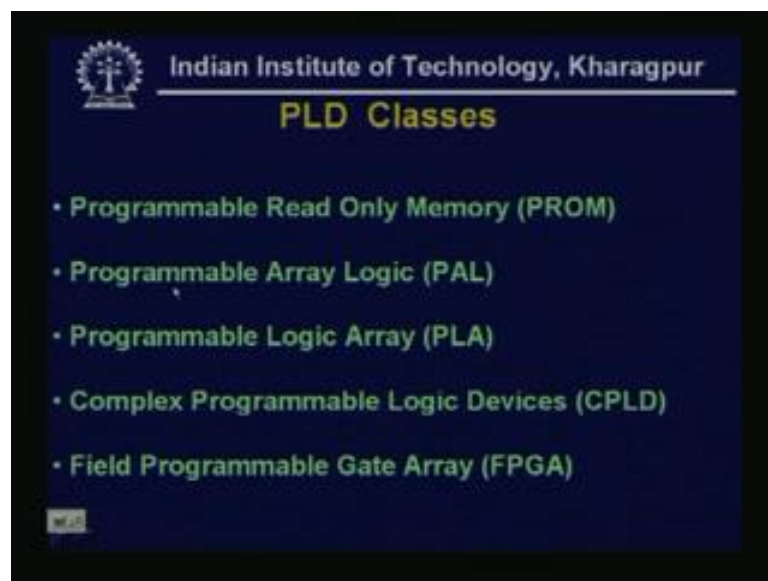 Indian Institute of Technology, Kharagpur
PLD Classes
• Programmable Read Only Memory (PROM)
• Programmable Array Logic (PAL)
• Programmable Logic Array (PLA)
• Complex Programmable Logic Devices (CPLD)
• Field Programmable Gate Array (FPGA)